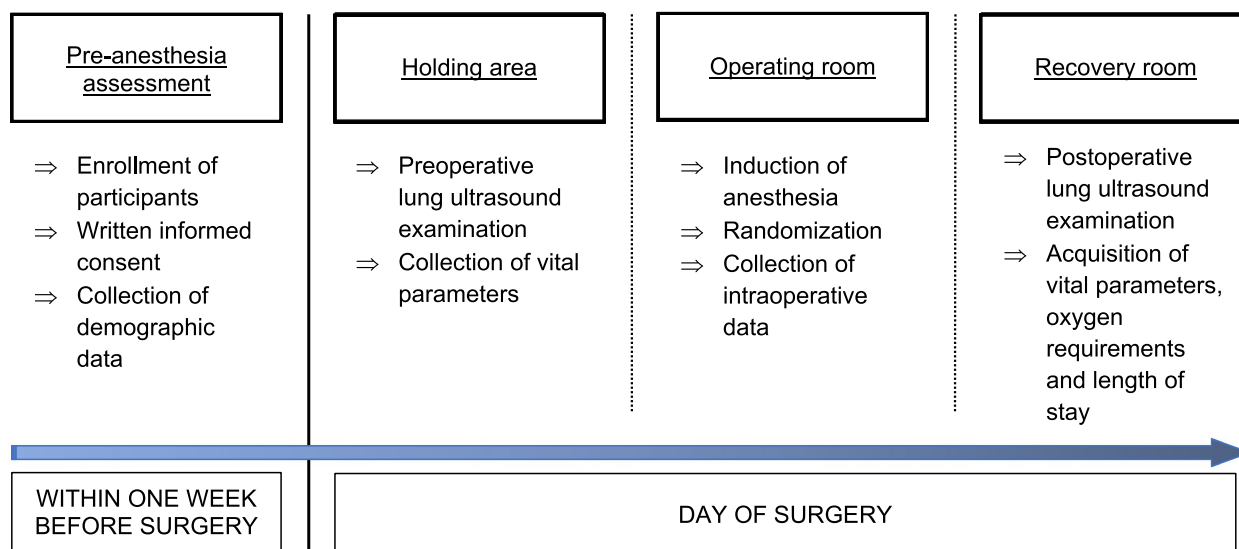 Pre-anesthesia
assessment
⇒ Enrollment of
participants
⇒ Written informed
consent
⇒ Collection of
demographic
data
Holding area
⇒ Preoperative
lung ultrasound
examination
⇒ Collection of vital
parameters
Operating room
⇒ Induction of
anesthesia
⇒ Randomization
⇒ Collection of
intraoperative
data
Recovery room
⇒ Postoperative
lung ultrasound
examination
⇒ Acquisition of
vital parameters,
oxygen
requirements
and length of
stay
WITHIN ONE WEEK
BEFORE SURGERY
DAY OF SURGERY